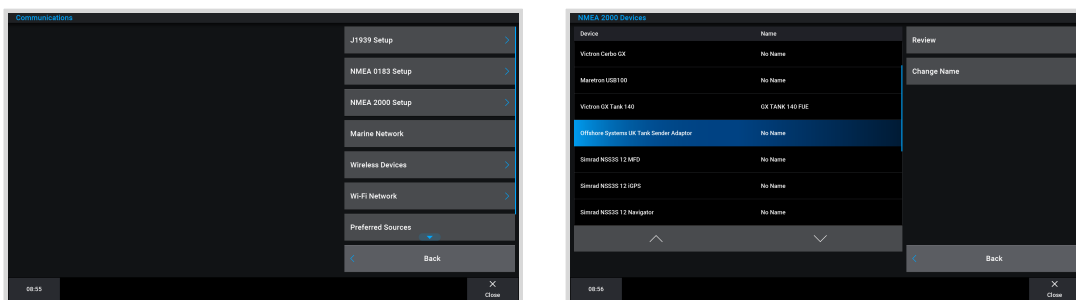 Communications
J1939 Setup
NMEA 0183 Setup
NMEA 2000 Setup
Marine Network
Wireless Devices
Wi-Fi Network
Preferred Sources
Back
08:55
Close
NMEA 2000 Devices
Device Name
Victron Cerbo GX No Name
Maretron USB100 No Name
Victron GX Tank 140 GX TANK 140 FUE
Offshore Systems UK Tank Sender Adaptor No Name
Simrad NSS3S 12 MFD No Name
Simrad NSS3S 12 iGPS No Name
Simrad NSS3S 12 Navigator No Name
Review
Change Name
Back
08:56
Close